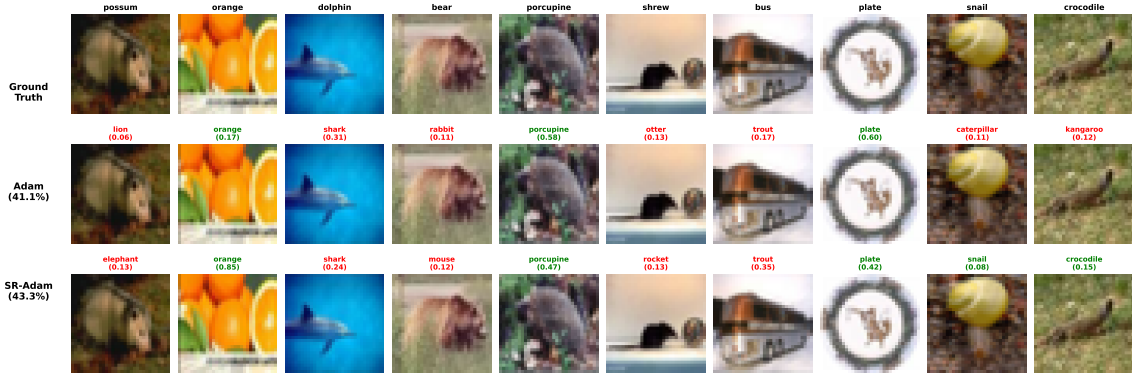 possum orange dolphin bear porcupine shrew bus plate snail crocodile
Ground
Truth
lion orange shark rabbit porcupine otter trout plate caterpillar kangaroo
(0.06) (0.17) (0.31) (0.11) (0.58) (0.13) (0.17) (0.60) (0.11) (0.12)
Adam
(41.1%)
elephant orange shark mouse porcupine rocket trout plate snail crocodile
(0.13) (0.85) (0.24) (0.12) (0.47) (0.13) (0.35) (0.42) (0.08) (0.15)
SR-Adam
(43.3%)